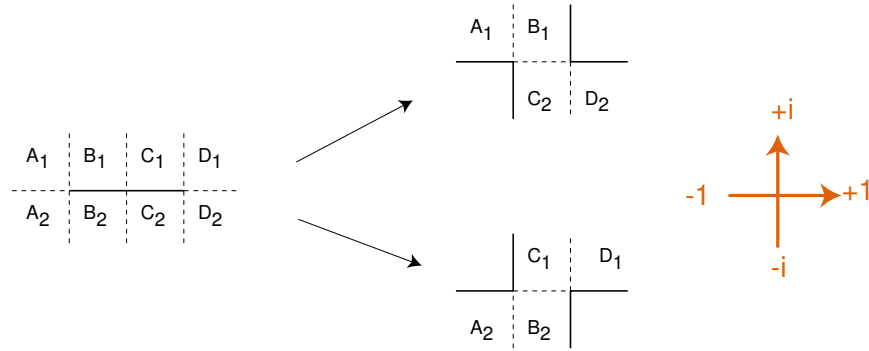 A1 B1
C2 D2
+i
A1 B1 C1 D1
-1 +1
A2 B2 C2 D2
C1 D1
-i
A2 B2